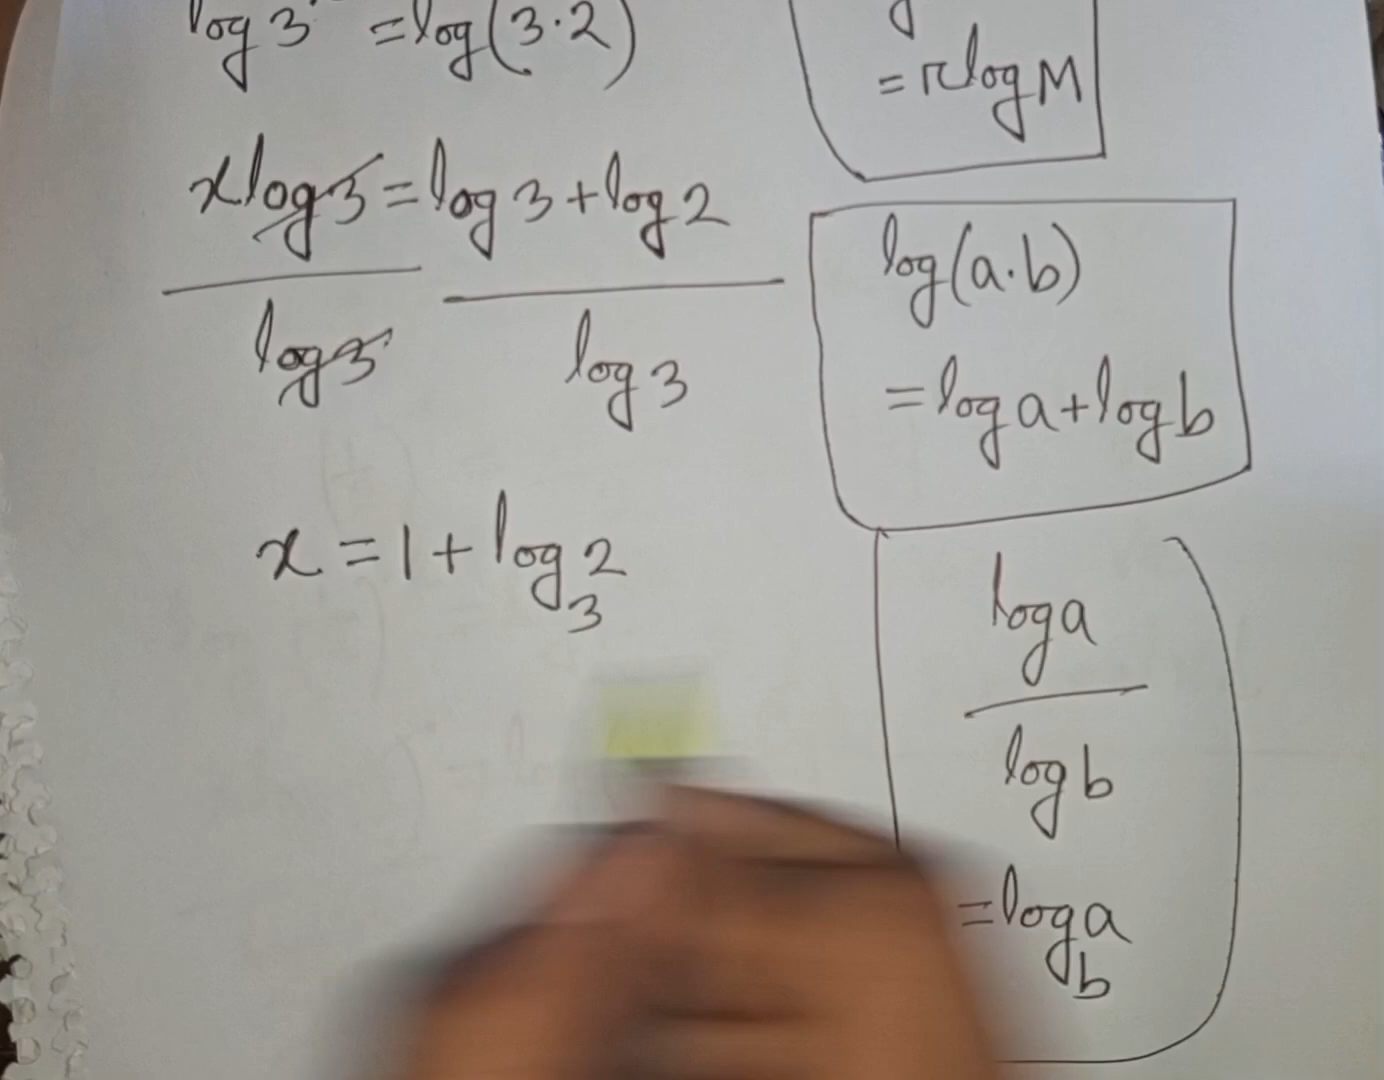 log 3ˣ = log(3·2)
x log 3 = log 3 + log 2
log 3 log 3
x = 1 + log₃ 2
= r log M
log(a·b)
= log a + log b
log a
log b
= log_b a